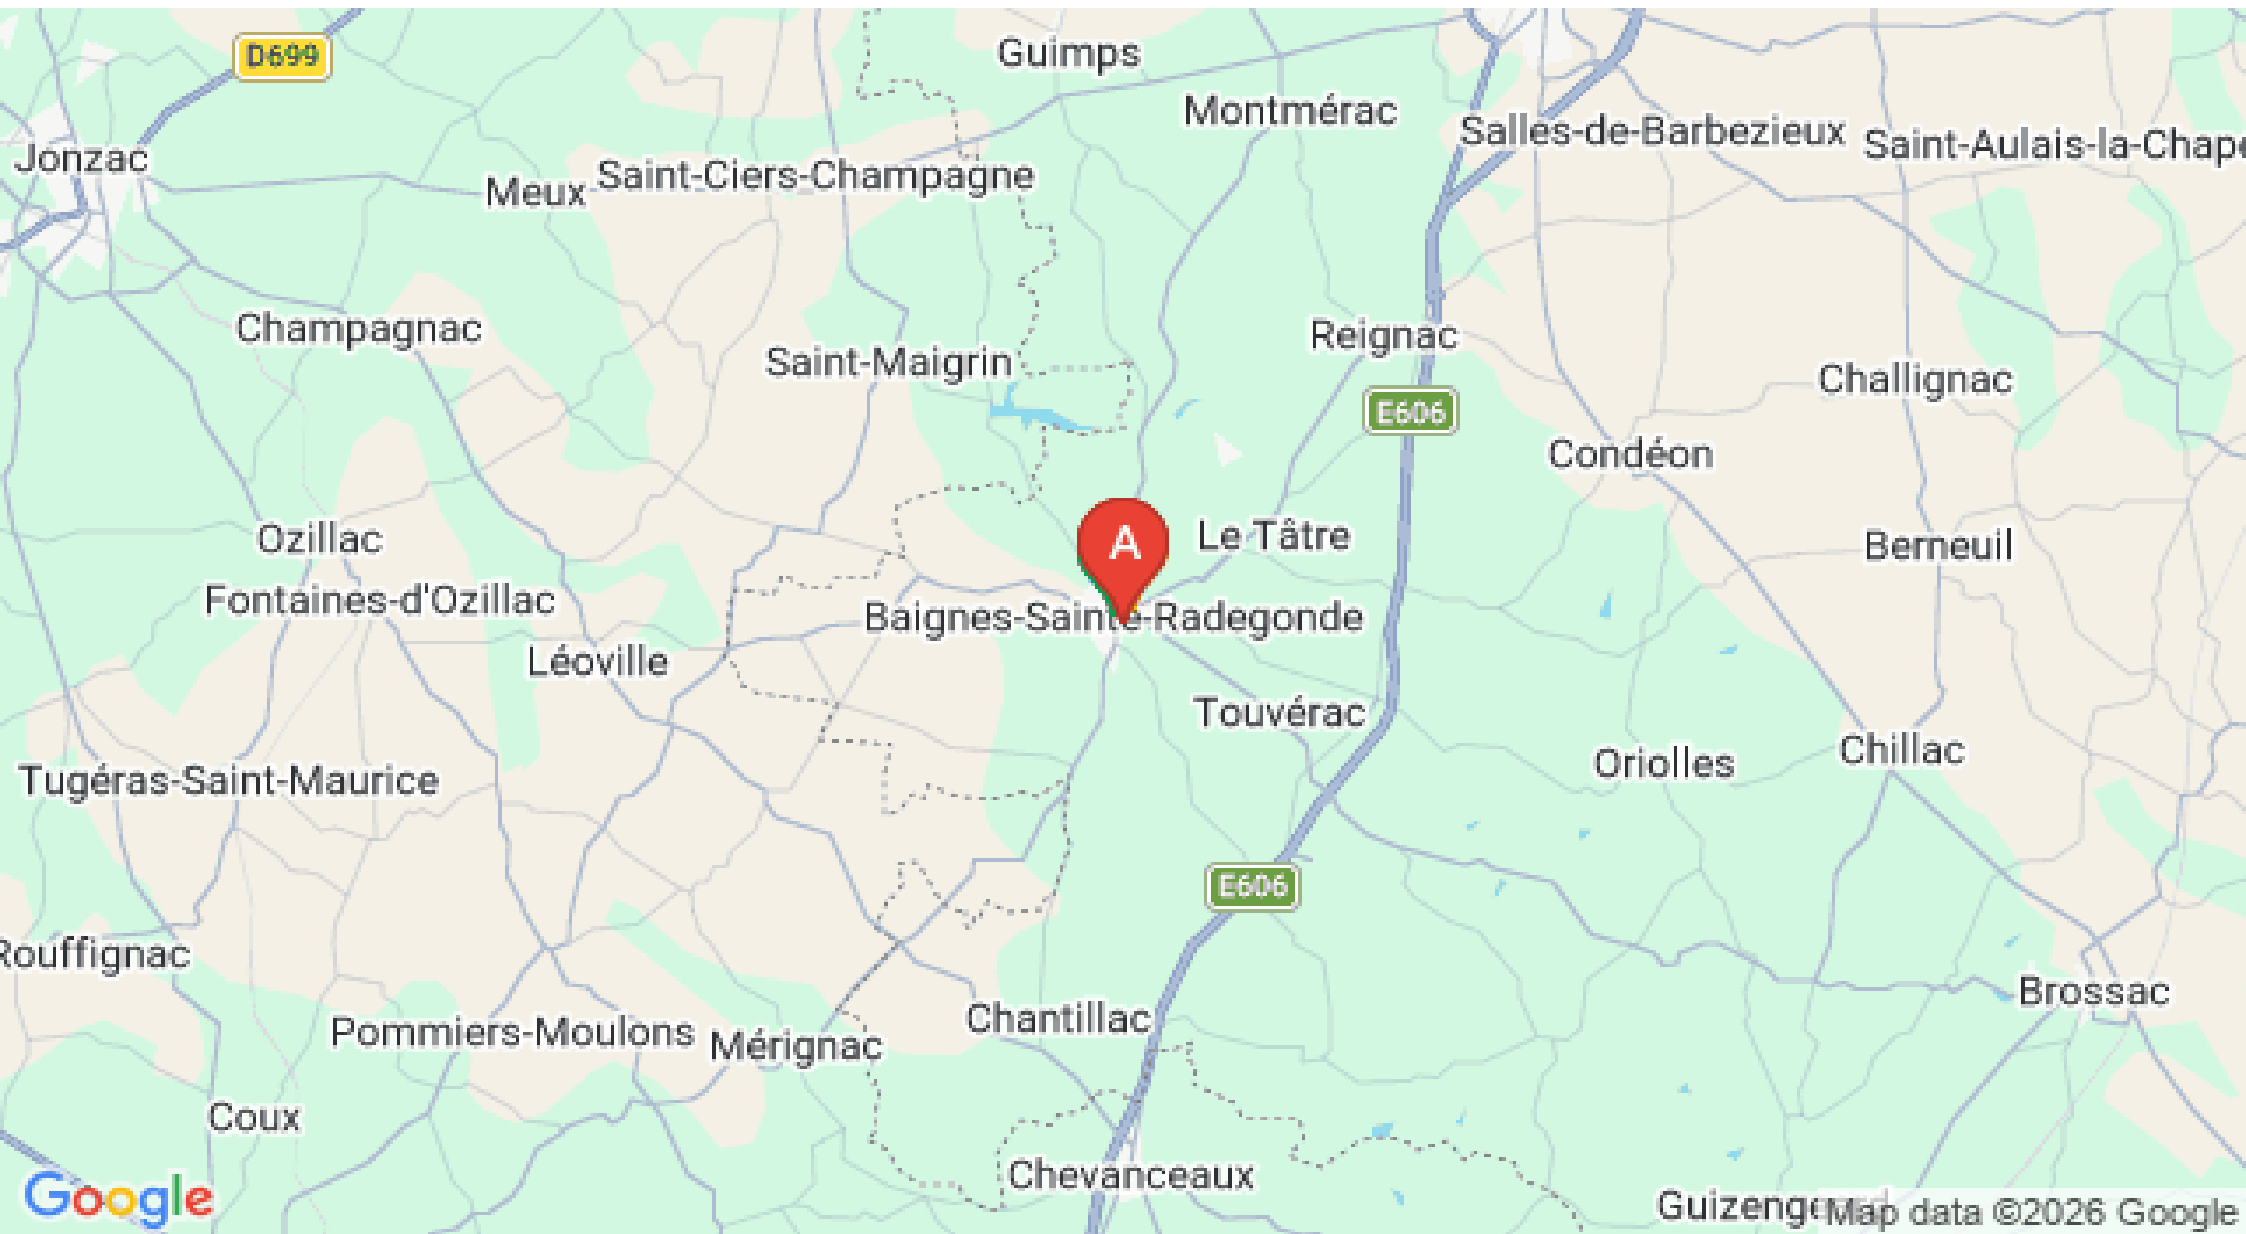 D699
Guimps
Montmérac
Salles-de-Barbezieux
Saint-Aulais-la-Chape
Jonzac
Meux
Saint-Ciers-Champagne
Champagnac
Saint-Maigrin
Reignac
Challignac
E606
Condéon
Ozillac
A
Le Tâtre
Berneuil
Fontaines-d'Ozillac
Baignes-Sainte-Radegonde
Léoville
Touvérac
Tugéras-Saint-Maurice
Oriolles
Chillac
E606
Rouffignac
Brossac
Pommiers-Moulons
Mérignac
Chantillac
Coux
Chevanceaux
Google
Map data ©2026 Google